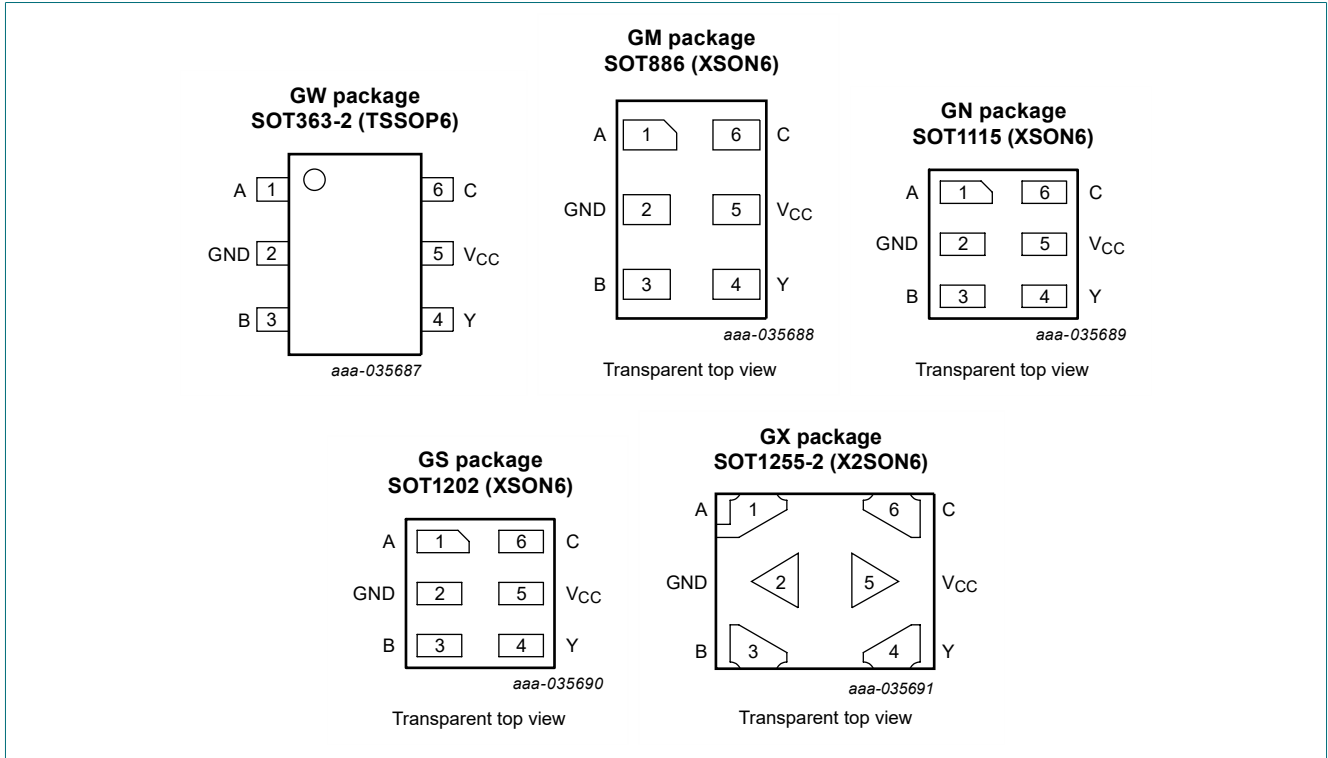 GW package
SOT363-2 (TSSOP6)
A 1 6 C
GND 2 5 VCC
B 3 4 Y
aaa-035687
GM package
SOT886 (XSON6)
A 1 6 C
GND 2 5 VCC
B 3 4 Y
aaa-035688
Transparent top view
GN package
SOT1115 (XSON6)
A 1 6 C
GND 2 5 VCC
B 3 4 Y
aaa-035689
Transparent top view
GS package
SOT1202 (XSON6)
A 1 6 C
GND 2 5 VCC
B 3 4 Y
aaa-035690
Transparent top view
GX package
SOT1255-2 (X2SON6)
A 1 6 C
GND 2 5 VCC
B 3 4 Y
aaa-035691
Transparent top view